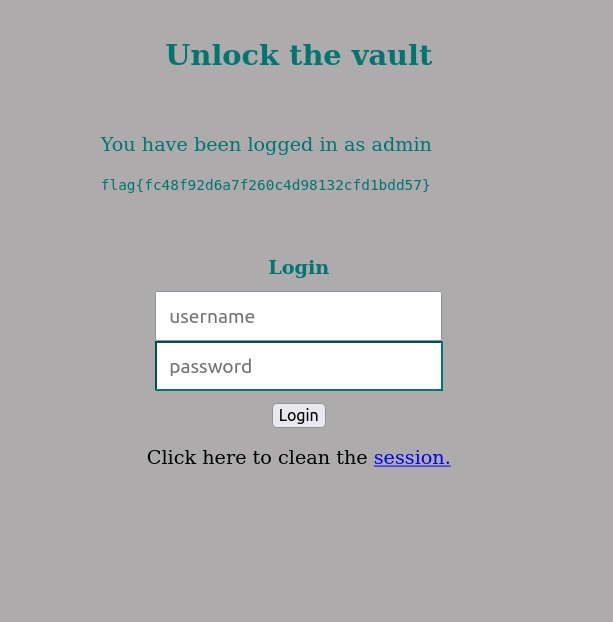 Unlock the vault
You have been logged in as admin
flag{fc48f92d6a7f260c4d98132cfd1bdd57}
Login
username
password
Login
Click here to clean the session.